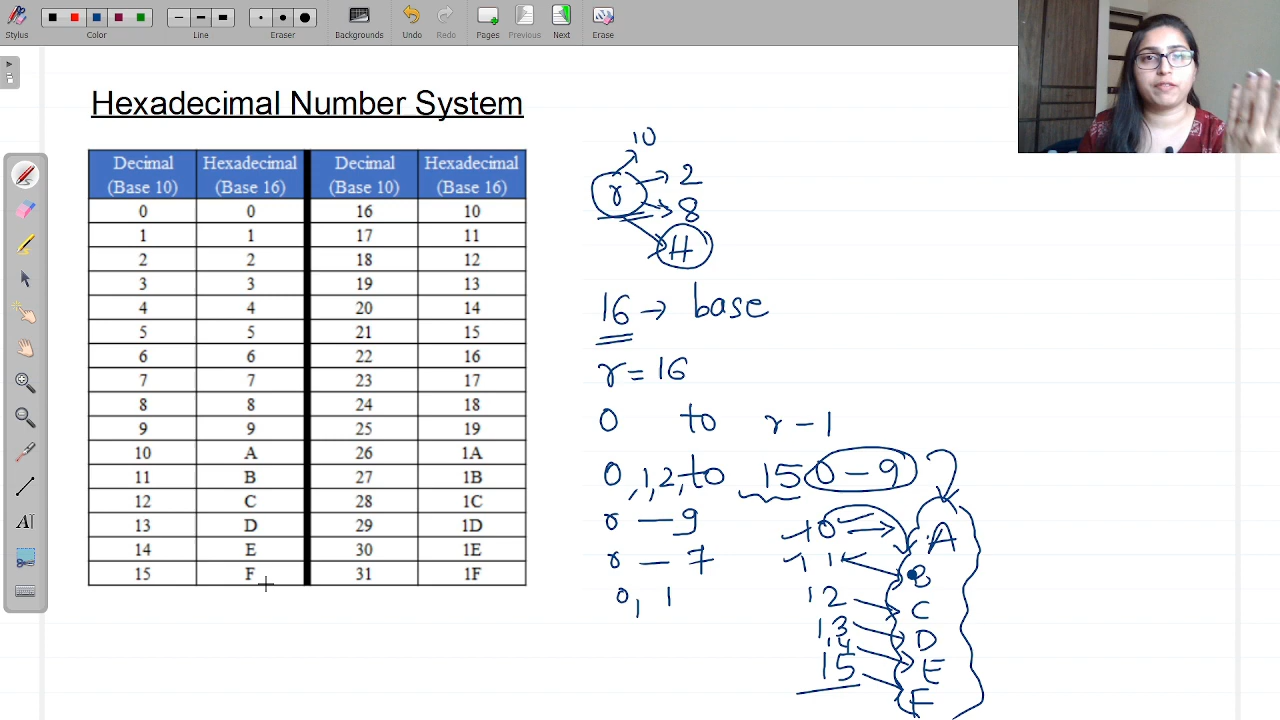 Stylus Color Line Eraser Backgrounds Undo Redo Pages Previous Next Erase
Hexadecimal Number System
Decimal (Base 10) Hexadecimal (Base 16) Decimal (Base 10) Hexadecimal (Base 16)
0 0 16 10
1 1 17 11
2 2 18 12
3 3 19 13
4 4 20 14
5 5 21 15
6 6 22 16
7 7 23 17
8 8 24 18
9 9 25 19
10 A 26 1A
11 B 27 1B
12 C 28 1C
13 D 29 1D
14 E 30 1E
15 F 31 1F
10
r 2
8
H
16 → base
r = 16
0 to r - 1
0, 1, 2, to 15 0 - 9
r - 9
r - 7
0, 1
10 A
11 B
12 C
13 D
14 E
15 F